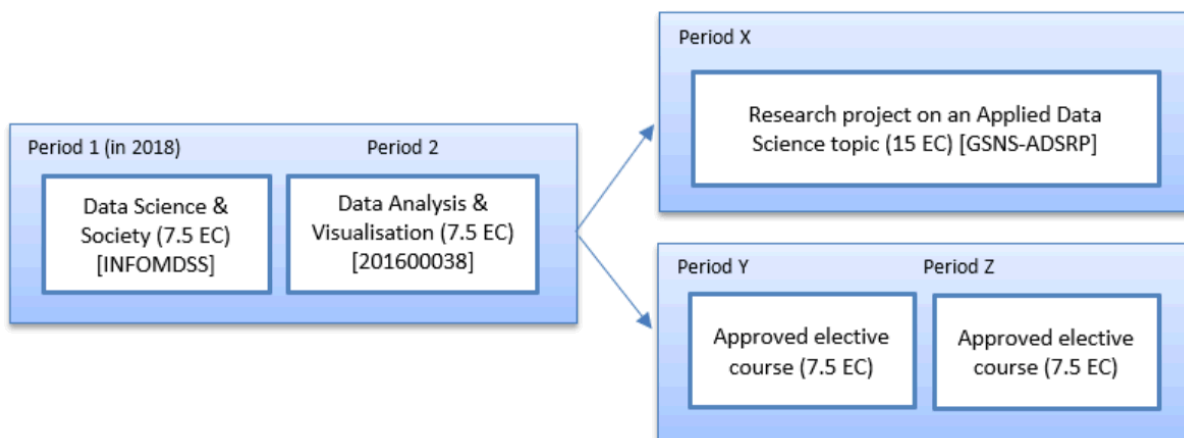 Period 1 (in 2018)
Period 2
Data Science &
Society (7.5 EC)
[INFOMDSS]
Data Analysis &
Visualisation (7.5 EC)
[201600038]
Period X
Research project on an Applied Data
Science topic (15 EC) [GSNS-ADSRP]
Period Y
Period Z
Approved elective
course (7.5 EC)
Approved elective
course (7.5 EC)